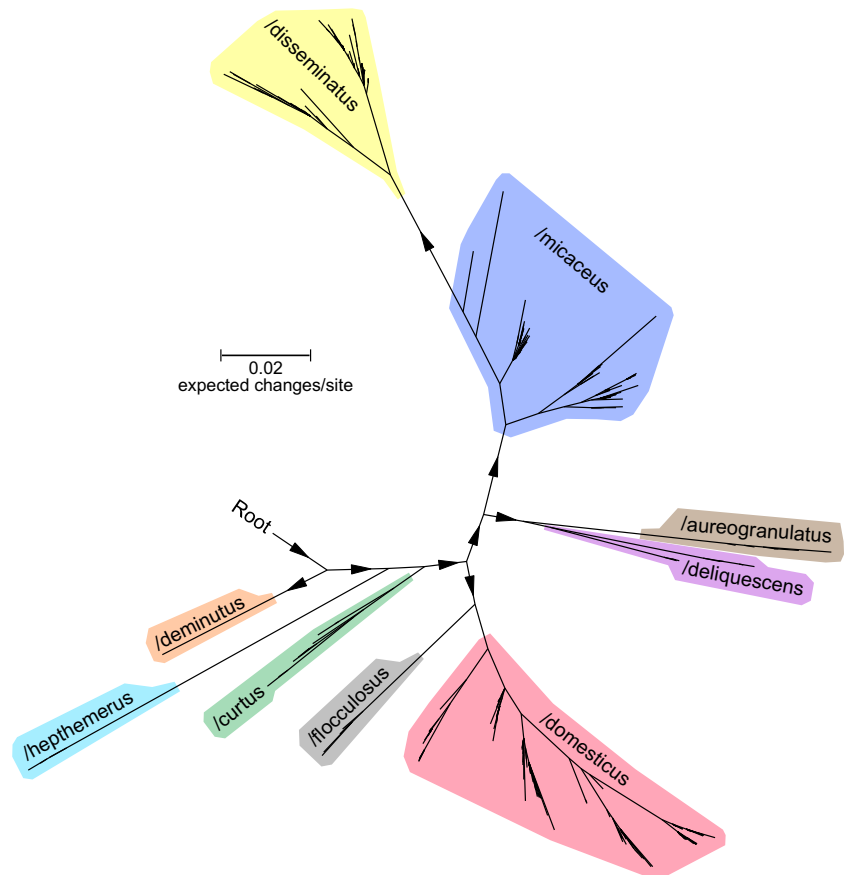 /disseminatus
/micaceus
0.02
expected changes/site
Root
/aureogranulatus
/deliquescens
/deminutus
/hepthemerus
/curtus
/flocculosus
/domesticus